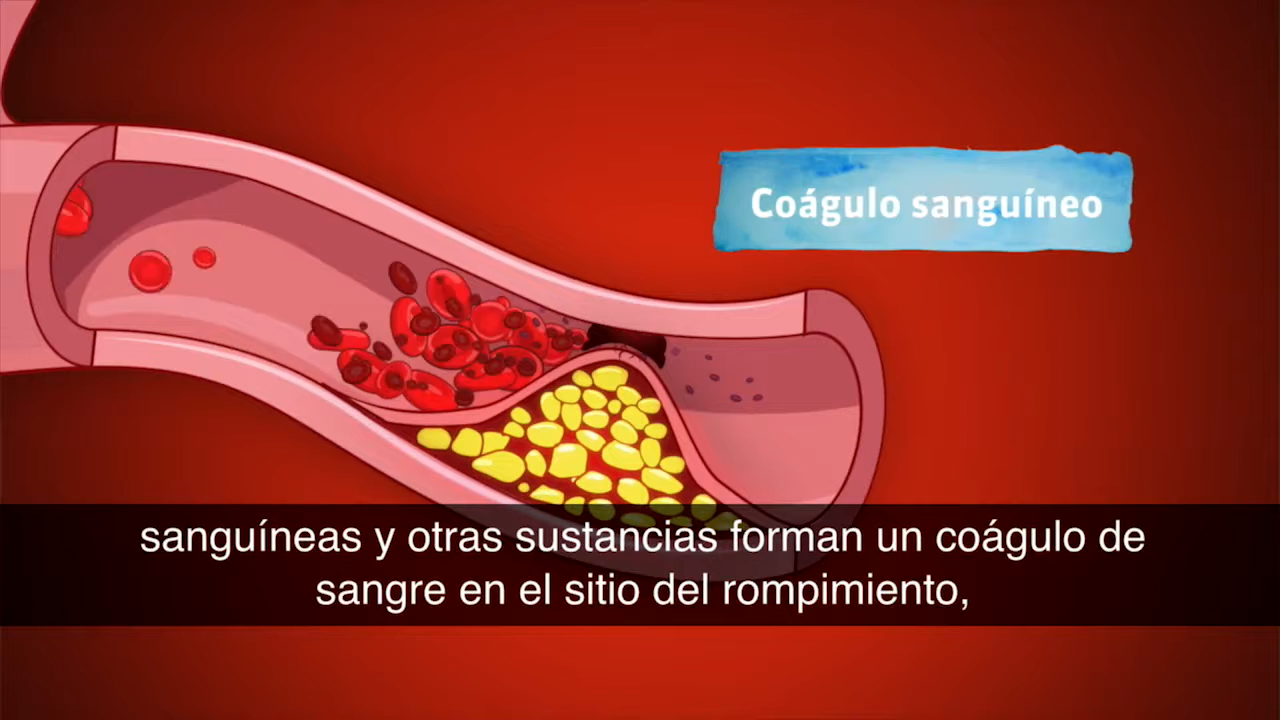 Coágulo sanguíneo
sanguíneas y otras sustancias forman un coágulo de
sangre en el sitio del rompimiento,